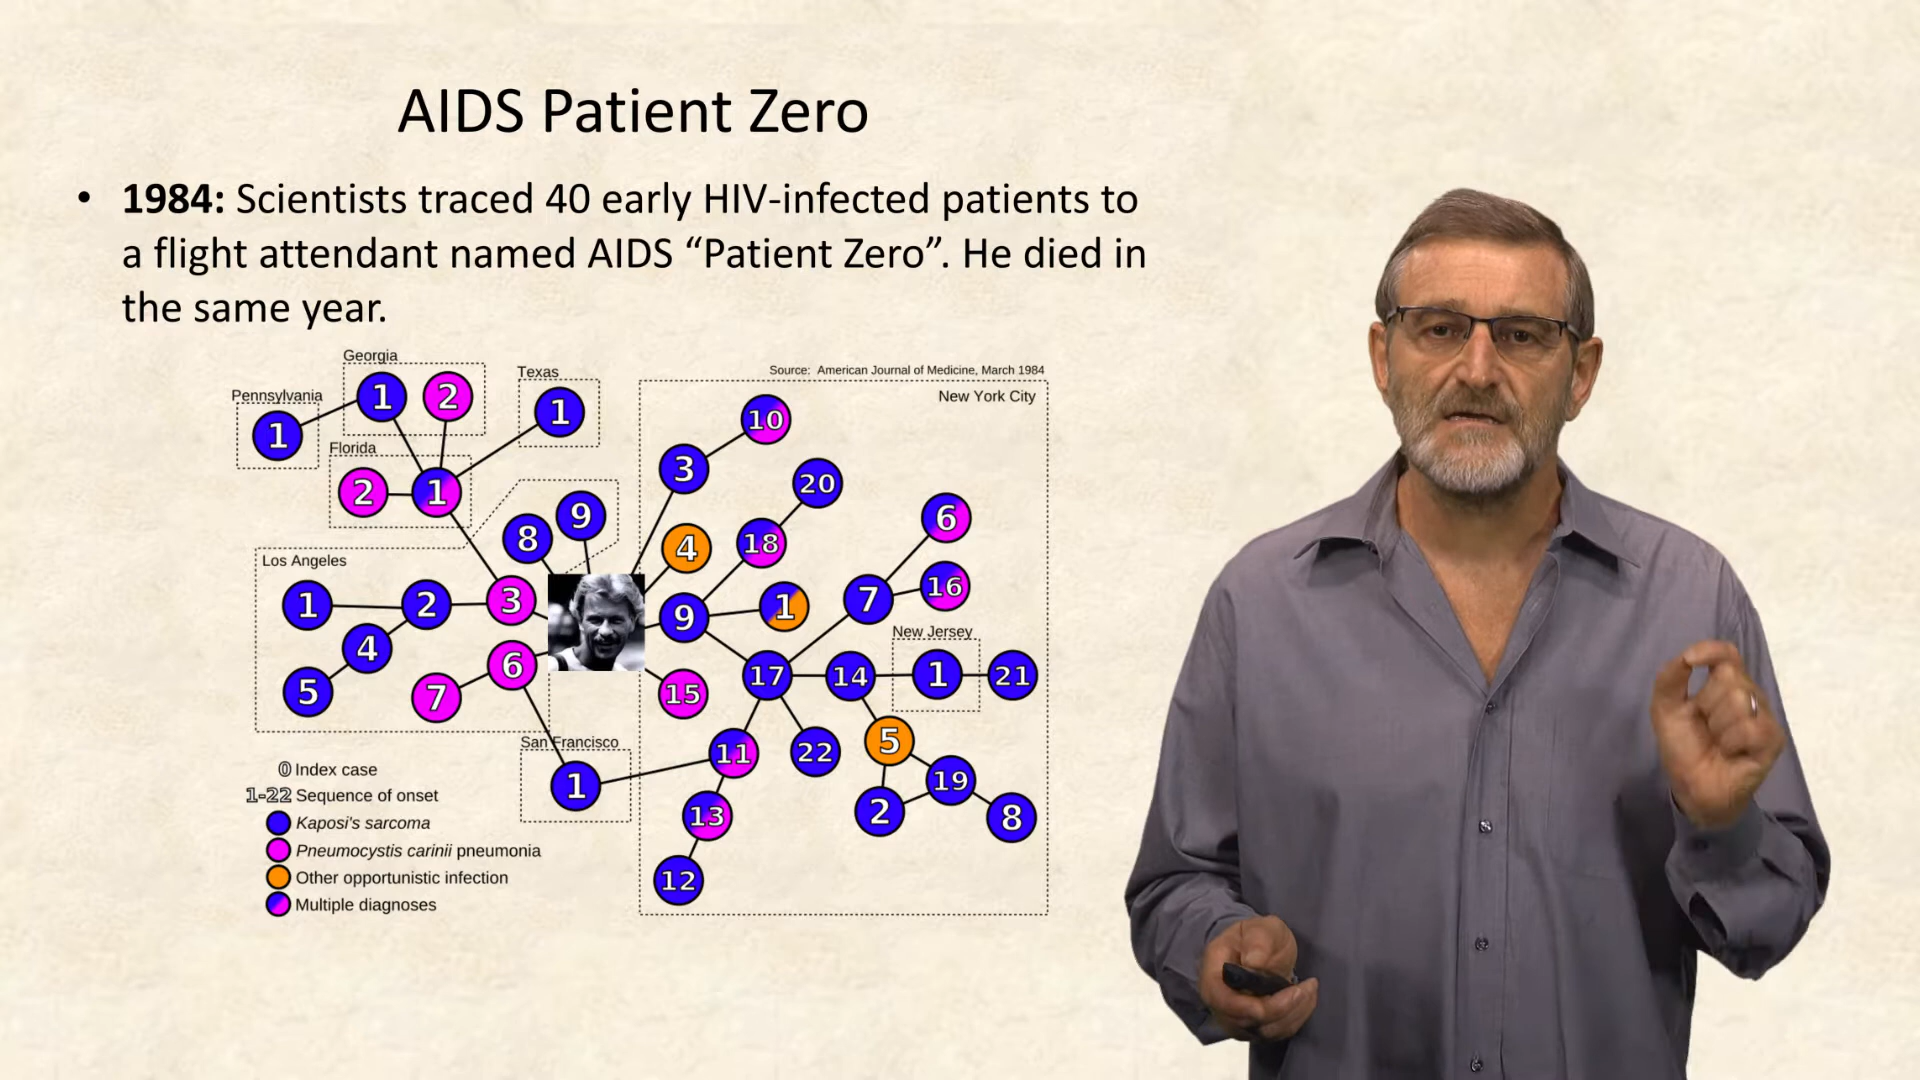 AIDS Patient Zero
• 1984: Scientists traced 40 early HIV-infected patients to
a flight attendant named AIDS “Patient Zero”. He died in
the same year.
Source: American Journal of Medicine, March 1984
Georgia
1 2
Pennsylvania
1
Texas
1
Florida
2 1
8 9
Los Angeles
1 2 3
4
5
6
7
San Francisco
1
New York City
10
3
20
4
18
6
9
1
7
16
15
17
14
New Jersey
1
21
11
22
5
19
13
2
8
12
0 Index case
1-22 Sequence of onset
Kaposi's sarcoma
Pneumocystis carinii pneumonia
Other opportunistic infection
Multiple diagnoses